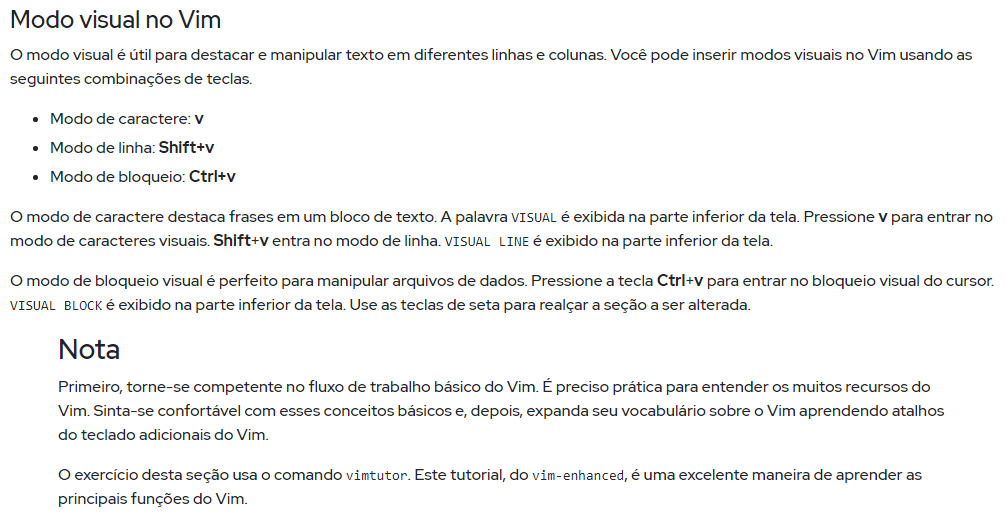 Modo visual no Vim
O modo visual é útil para destacar e manipular texto em diferentes linhas e colunas. Você pode inserir modos visuais no Vim usando as
seguintes combinações de teclas.
• Modo de caractere: v
• Modo de linha: Shift+v
• Modo de bloqueio: Ctrl+v
O modo de caractere destaca frases em um bloco de texto. A palavra VISUAL é exibida na parte inferior da tela. Pressione v para entrar no
modo de caracteres visuais. Shift+v entra no modo de linha. VISUAL LINE é exibido na parte inferior da tela.
O modo de bloqueio visual é perfeito para manipular arquivos de dados. Pressione a tecla Ctrl+v para entrar no bloqueio visual do cursor.
VISUAL BLOCK é exibido na parte inferior da tela. Use as teclas de seta para realçar a seção a ser alterada.
Nota
Primeiro, torne-se competente no fluxo de trabalho básico do Vim. É preciso prática para entender os muitos recursos do
Vim. Sinta-se confortável com esses conceitos básicos e, depois, expanda seu vocabulário sobre o Vim aprendendo atalhos
do teclado adicionais do Vim.
O exercício desta seção usa o comando vimtutor. Este tutorial, do vim-enhanced, é uma excelente maneira de aprender as
principais funções do Vim.